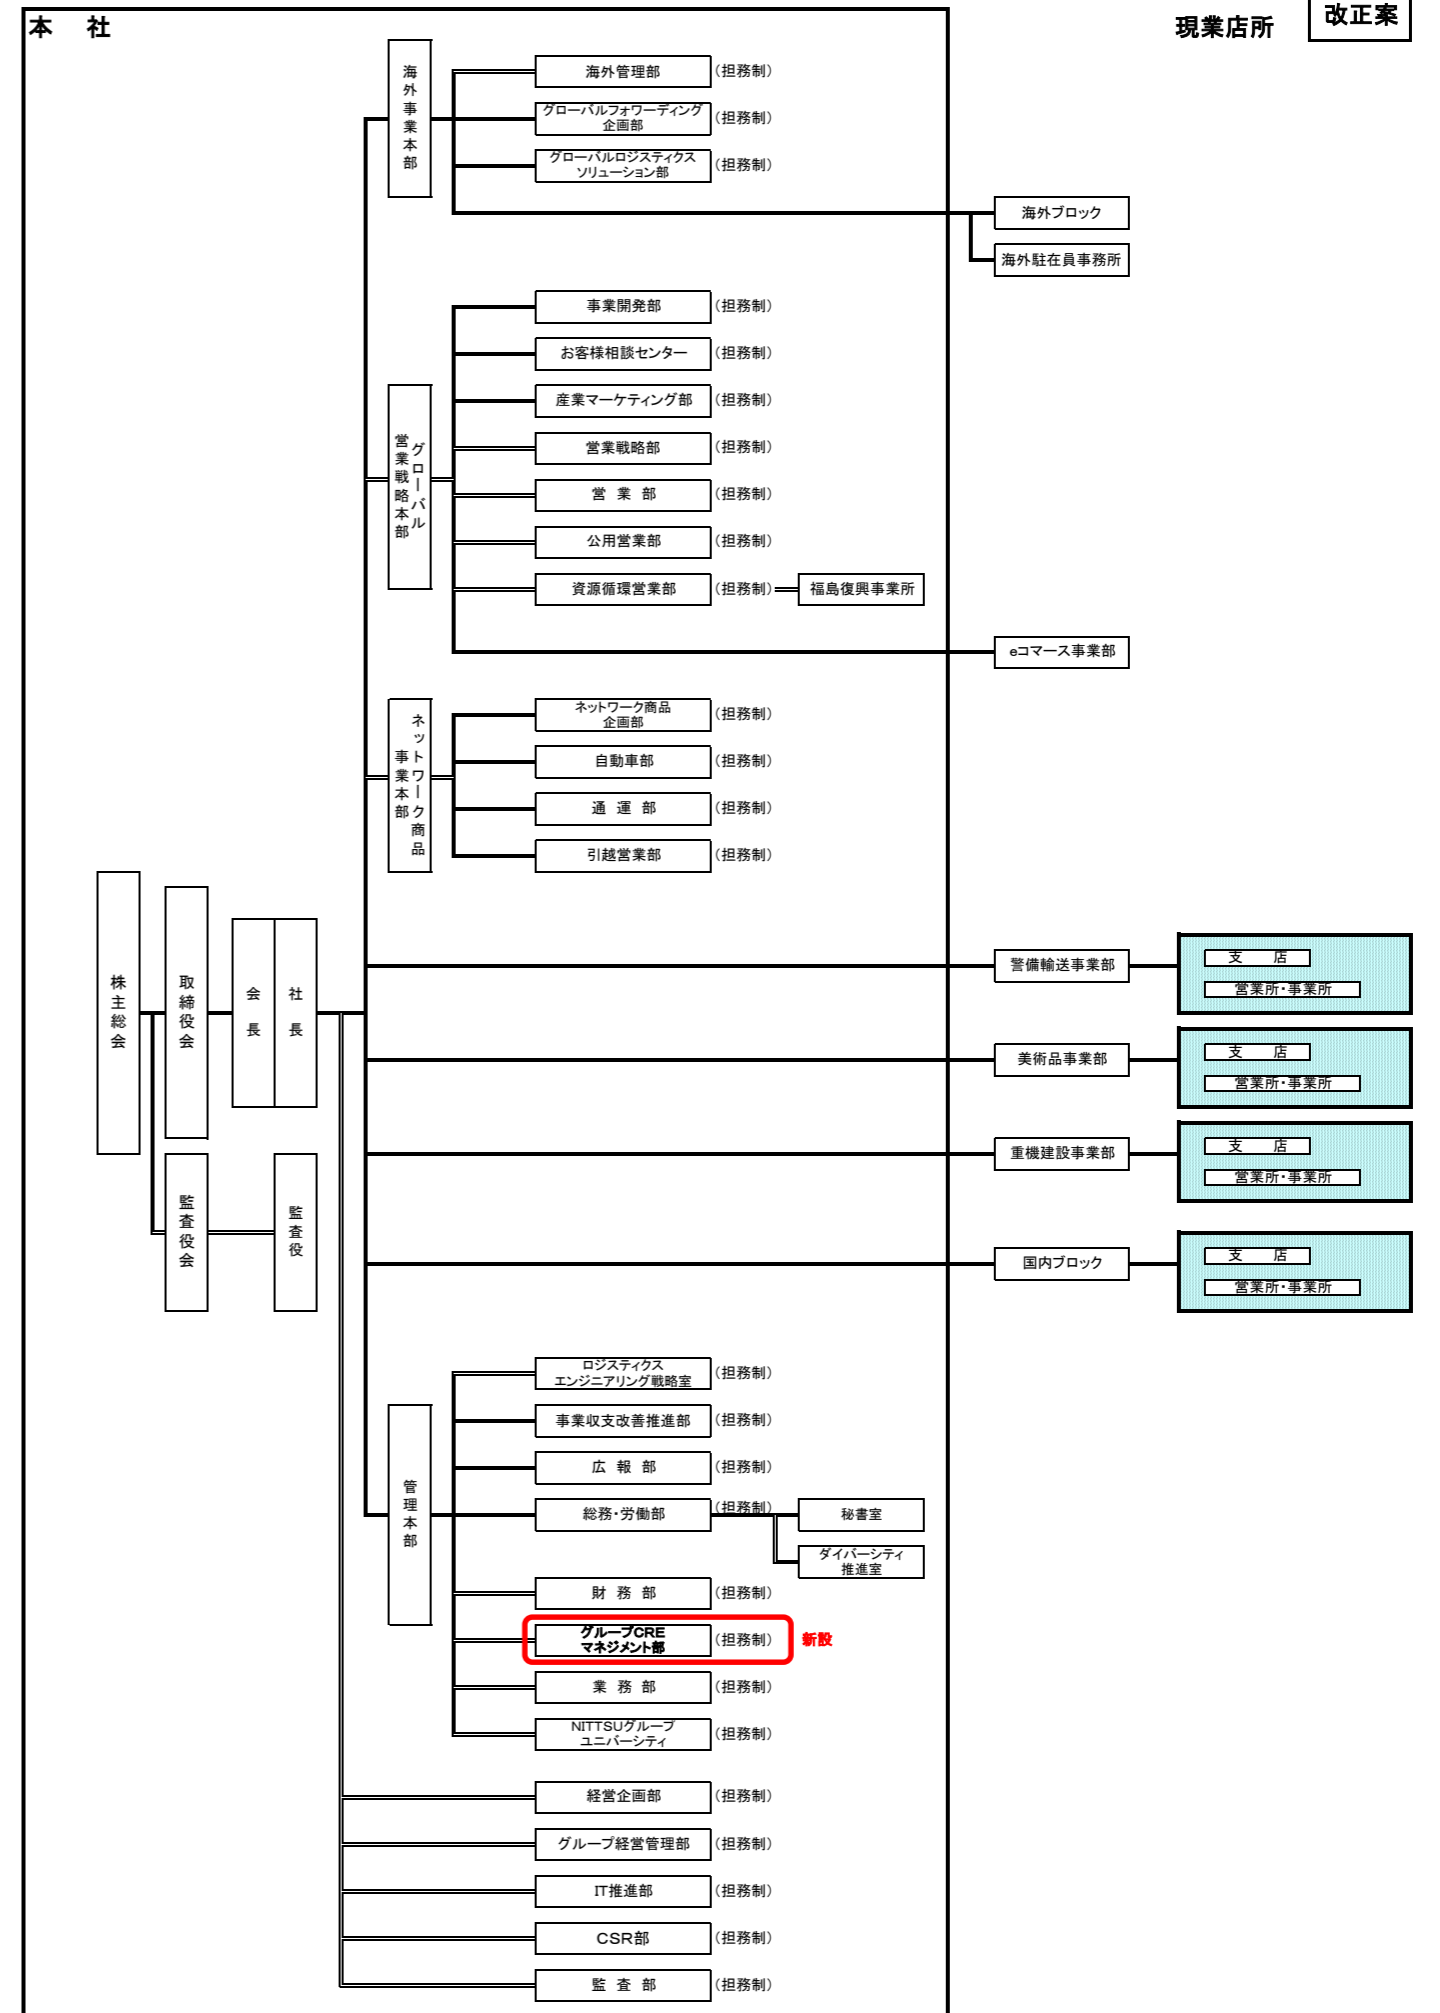 本　社
現業店所
改正案
海外事業本部
海外管理部
(担務制)
グローバルフォワーディング
企画部
(担務制)
グローバルロジスティクス
ソリューション部
(担務制)
海外ブロック
海外駐在員事務所
グローバル
営業戦略本部
事業開発部
(担務制)
お客様相談センター
(担務制)
産業マーケティング部
(担務制)
営業戦略部
(担務制)
営　業　部
(担務制)
公用営業部
(担務制)
資源循環営業部
(担務制)
福島復興事業所
eコマース事業部
ネットワーク商品
事業本部
ネットワーク商品
企画部
(担務制)
自動車部
(担務制)
通　運　部
(担務制)
引越営業部
(担務制)
株主総会
取締役会
会　長
社　長
監査役会
監査役
警備輸送事業部
支　　店
営業所・事業所
美術品事業部
支　　店
営業所・事業所
重機建設事業部
支　　店
営業所・事業所
国内ブロック
支　　店
営業所・事業所
管理本部
ロジスティクス
エンジニアリング戦略室
(担務制)
事業収支改善推進部
(担務制)
広　報　部
(担務制)
総務・労働部
(担務制)
秘書室
ダイバーシティ
推進室
財　務　部
(担務制)
グループCRE
マネジメント部
(担務制)
新設
業　務　部
(担務制)
NITTSUグループ
ユニバーシティ
(担務制)
経営企画部
(担務制)
グループ経営管理部
(担務制)
IT推進部
(担務制)
CSR部
(担務制)
監　査　部
(担務制)